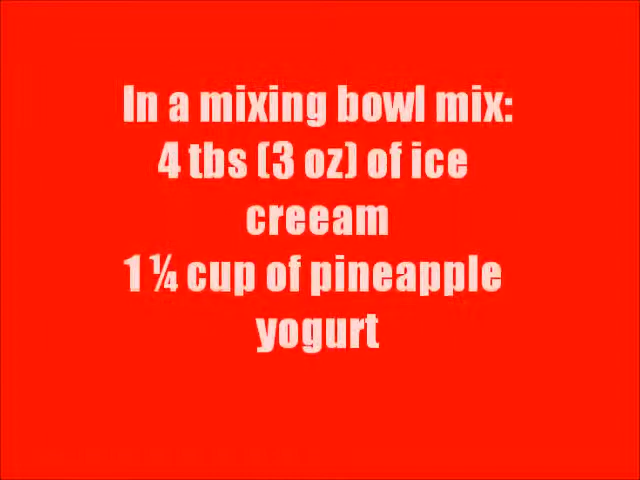 In a mixing bowl mix:
4 tbs (3 oz) of ice
creeam
1 ¼ cup of pineapple
yogurt